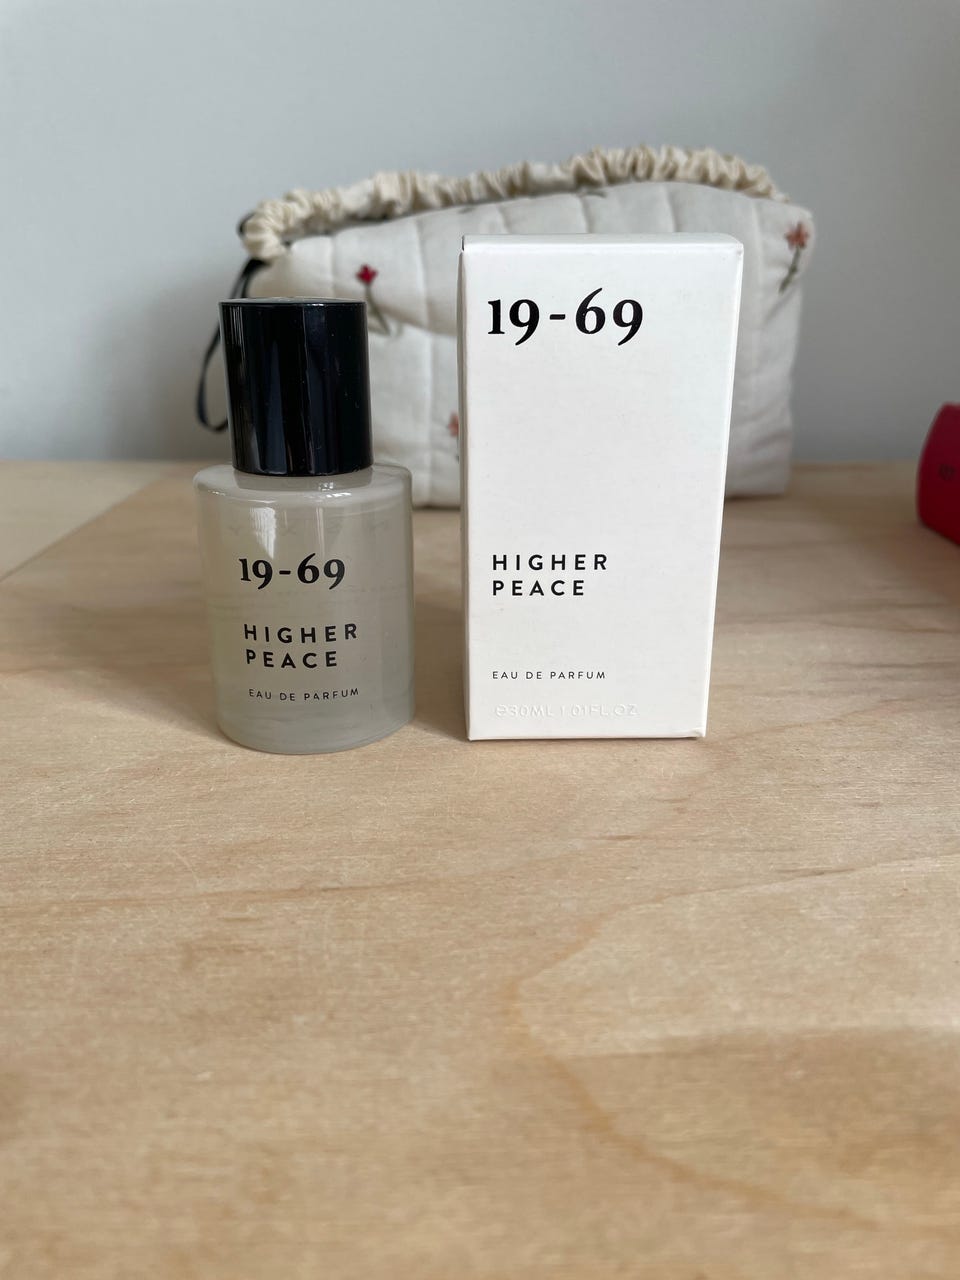 19-69
HIGHER
PEACE
EAU DE PARFUM
19-69
HIGHER
PEACE
EAU DE PARFUM
℮30ML 1.01FL.OZ